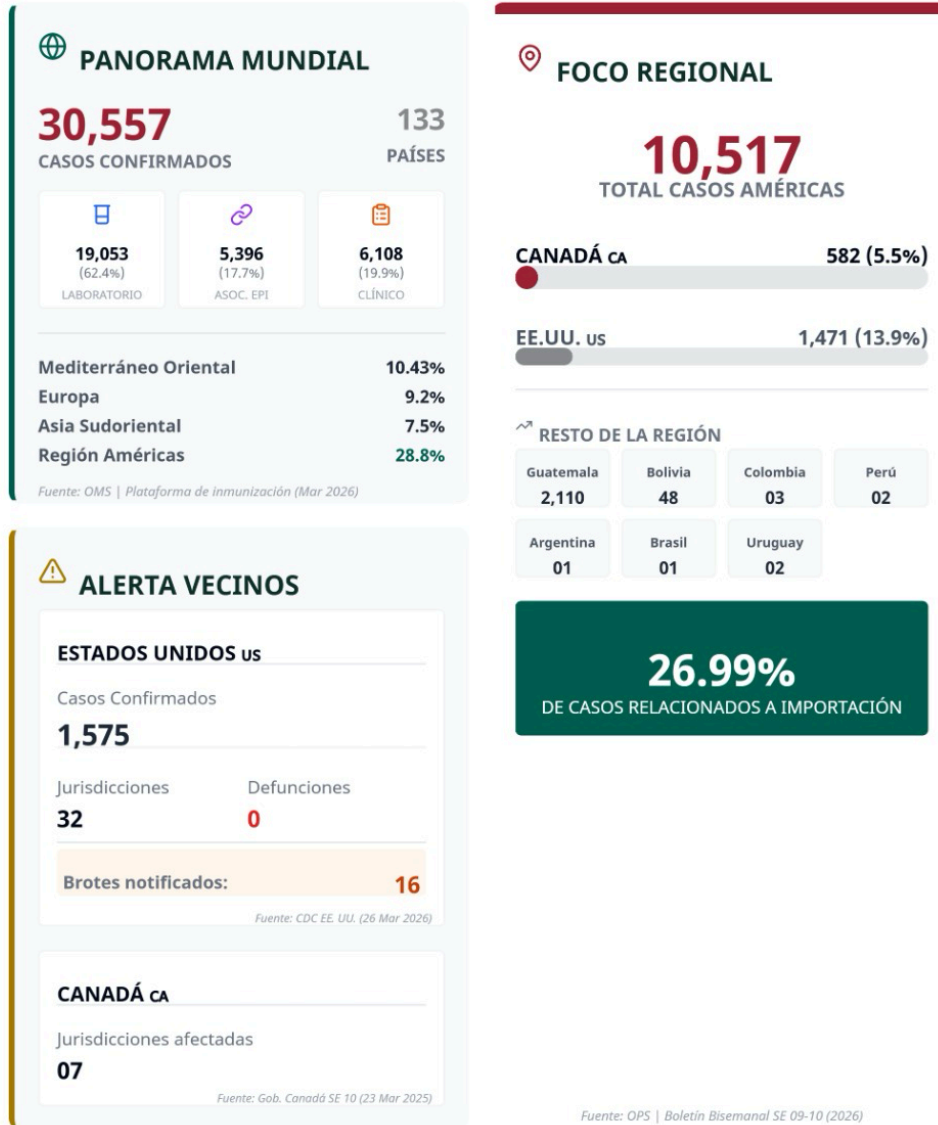 PANORAMA MUNDIAL
30,557
CASOS CONFIRMADOS
133
PAÍSES
19,053
(62.4%)
LABORATORIO
5,396
(17.7%)
ASOC. EPI
6,108
(19.9%)
CLÍNICO
Mediterráneo Oriental 10.43%
Europa 9.2%
Asia Sudoriental 7.5%
Región Américas 28.8%
Fuente: OMS | Plataforma de inmunización (Mar 2026)
ALERTA VECINOS
ESTADOS UNIDOS US
Casos Confirmados
1,575
Jurisdicciones
32
Defunciones
0
Brotes notificados: 16
Fuente: CDC EE. UU. (26 Mar 2026)
CANADÁ CA
Jurisdicciones afectadas
07
Fuente: Gob. Canadá SE 10 (23 Mar 2025)
FOCO REGIONAL
10,517
TOTAL CASOS AMÉRICAS
CANADÁ CA 582 (5.5%)
EE.UU. US 1,471 (13.9%)
RESTO DE LA REGIÓN
Guatemala
2,110
Bolivia
48
Colombia
03
Perú
02
Argentina
01
Brasil
01
Uruguay
02
26.99%
DE CASOS RELACIONADOS A IMPORTACIÓN
Fuente: OPS | Boletín Bisemanal SE 09-10 (2026)